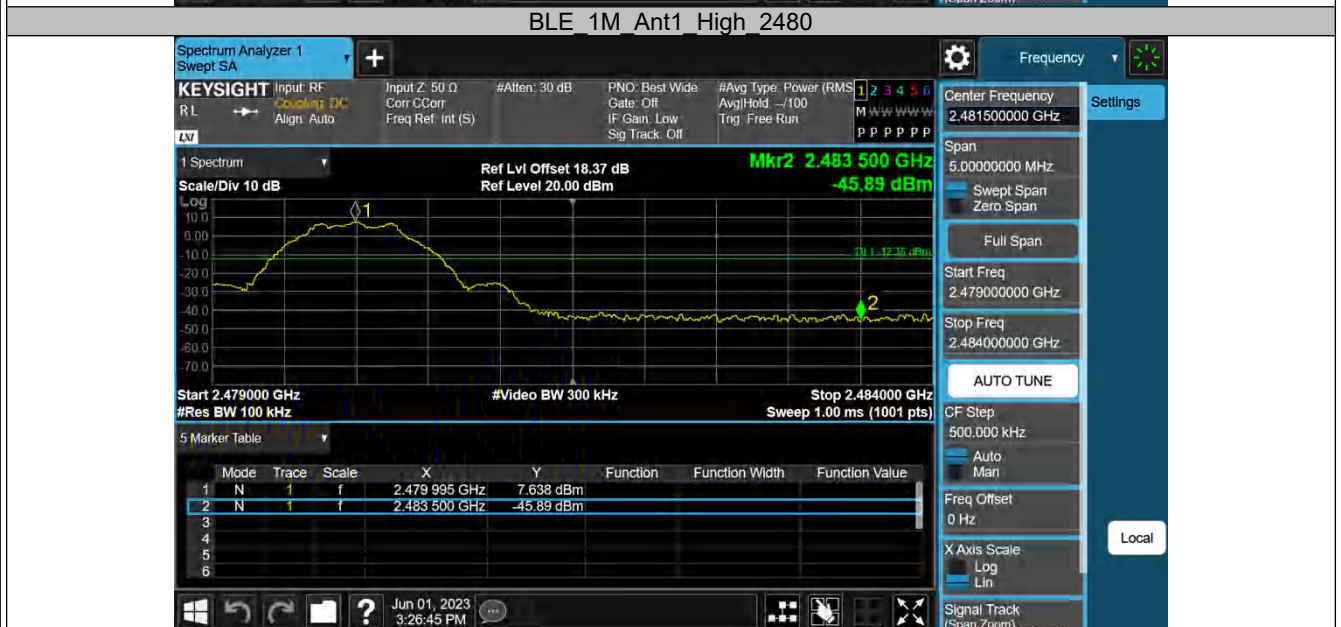 BLE_1M_Ant1_High_2480
Spectrum Analyzer 1
Swept SA
+
Frequency
KEYSIGHT
RL
LXI
Input: RF
Coupling: DC
Align: Auto
Input Z: 50 Ω
Corr CCorr
Freq Ref: Int (S)
#Atten: 30 dB
PNO: Best Wide
Gate: Off
IF Gain: Low
Sig Track: Off
#Avg Type: Power (RMS
Avg|Hold: --/100
Trig: Free Run
1 2 3 4 5 6
M W W W W W
P P P P P P
Center Frequency
2.481500000 GHz
Settings
Span
5.00000000 MHz
Swept Span
Zero Span
Full Span
Start Freq
2.479000000 GHz
Stop Freq
2.484000000 GHz
AUTO TUNE
CF Step
500.000 kHz
Auto
Man
Freq Offset
0 Hz
Local
X Axis Scale
Log
Lin
Signal Track
(Span Zoom)
1 Spectrum
Scale/Div 10 dB
Ref Lvl Offset 18.37 dB
Ref Level 20.00 dBm
Mkr2 2.483 500 GHz
-45.89 dBm
Log
10.0
0.00
-10.0
-20.0
-30.0
-40.0
-50.0
-60.0
-70.0
1
DL1 -12.36 dBm
2
Start 2.479000 GHz
#Res BW 100 kHz
#Video BW 300 kHz
Stop 2.484000 GHz
Sweep 1.00 ms (1001 pts)
5 Marker Table
Mode Trace Scale X Y Function Function Width Function Value
1 N 1 f 2.479 995 GHz 7.638 dBm
2 N 1 f 2.483 500 GHz -45.89 dBm
3
4
5
6
?
Jun 01, 2023
3:26:45 PM